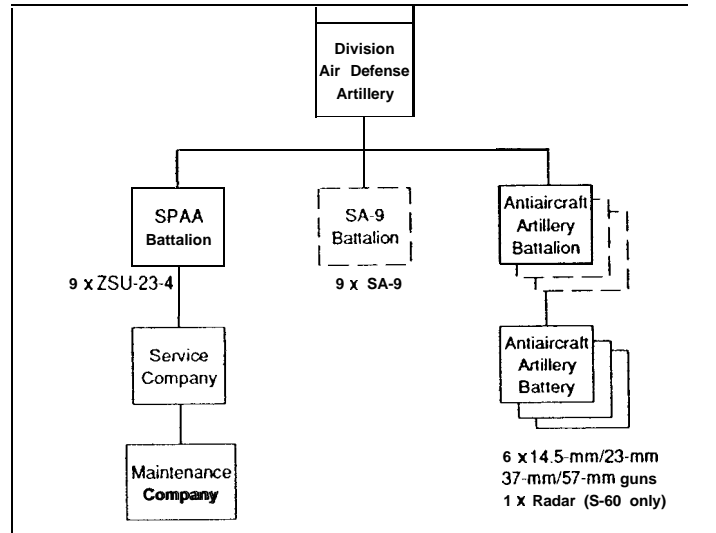 Division
Air Defense
Artillery
SPAA
Battalion
9 x ZSU-23-4
SA-9
Battalion
9 x SA-9
Antiaircraft
Artillery
Battalion
Service
Company
Antiaircraft
Artillery
Battery
Maintenance
Company
6 x 14.5-mm/23-mm
37-mm/57-mm guns
1 x Radar (S-60 only)